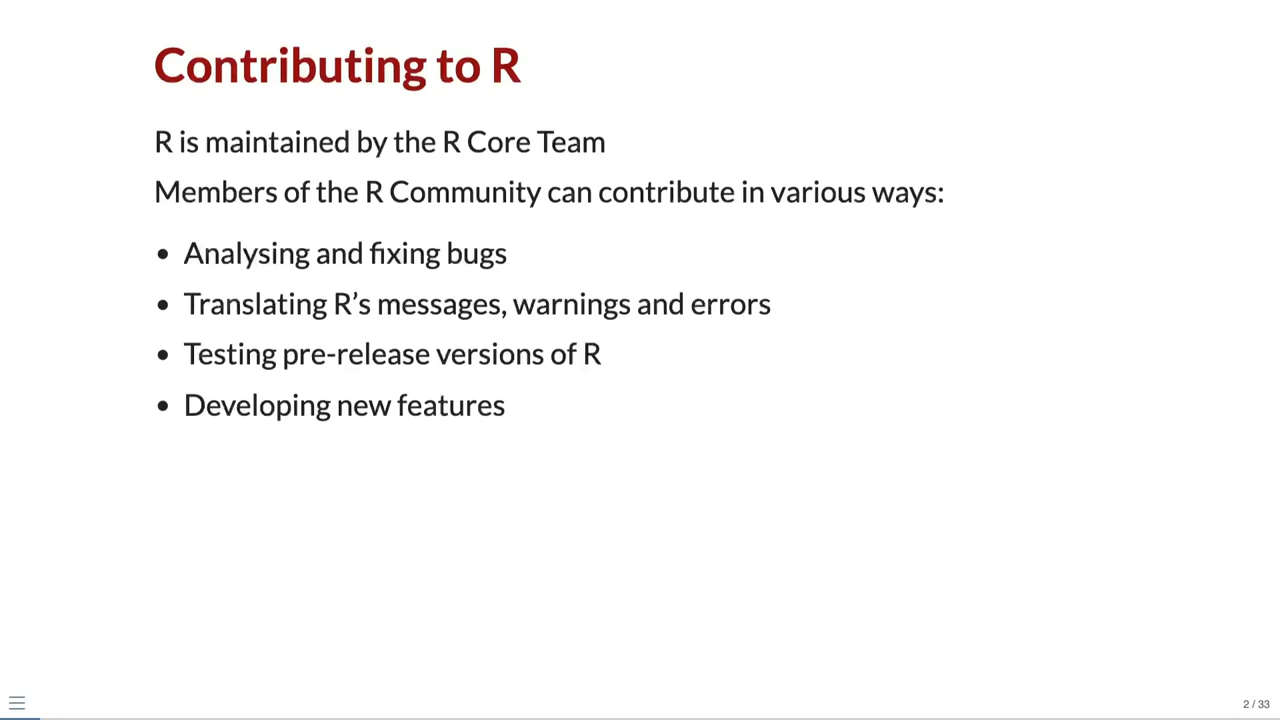 Contributing to R
R is maintained by the R Core Team
Members of the R Community can contribute in various ways:
• Analysing and fixing bugs
• Translating R’s messages, warnings and errors
• Testing pre-release versions of R
• Developing new features
2 / 33